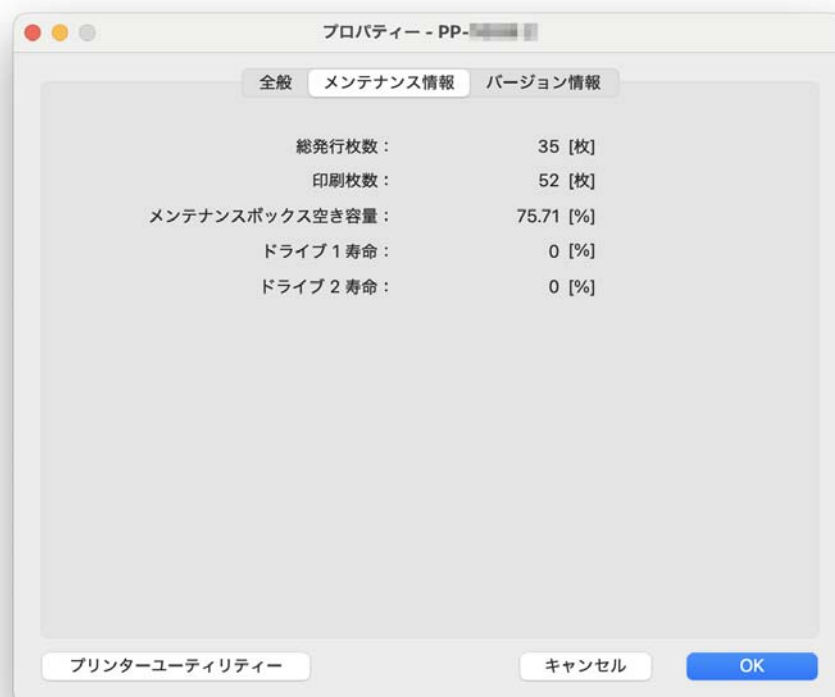 プロパティー - PP-
全般 メンテナンス情報 バージョン情報
総発行枚数： 35 [枚]
印刷枚数： 52 [枚]
メンテナンスボックス空き容量： 75.71 [%]
ドライブ 1 寿命： 0 [%]
ドライブ 2 寿命： 0 [%]
プリンターユーティリティー キャンセル OK